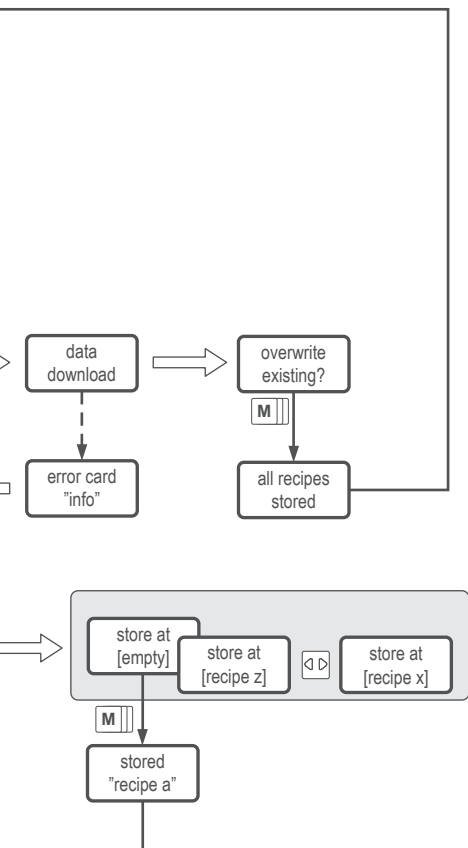 data
download
overwrite
existing?
M
error card
"info"
all recipes
stored
store at
[empty]
store at
[recipe z]
store at
[recipe x]
M
stored
"recipe a"